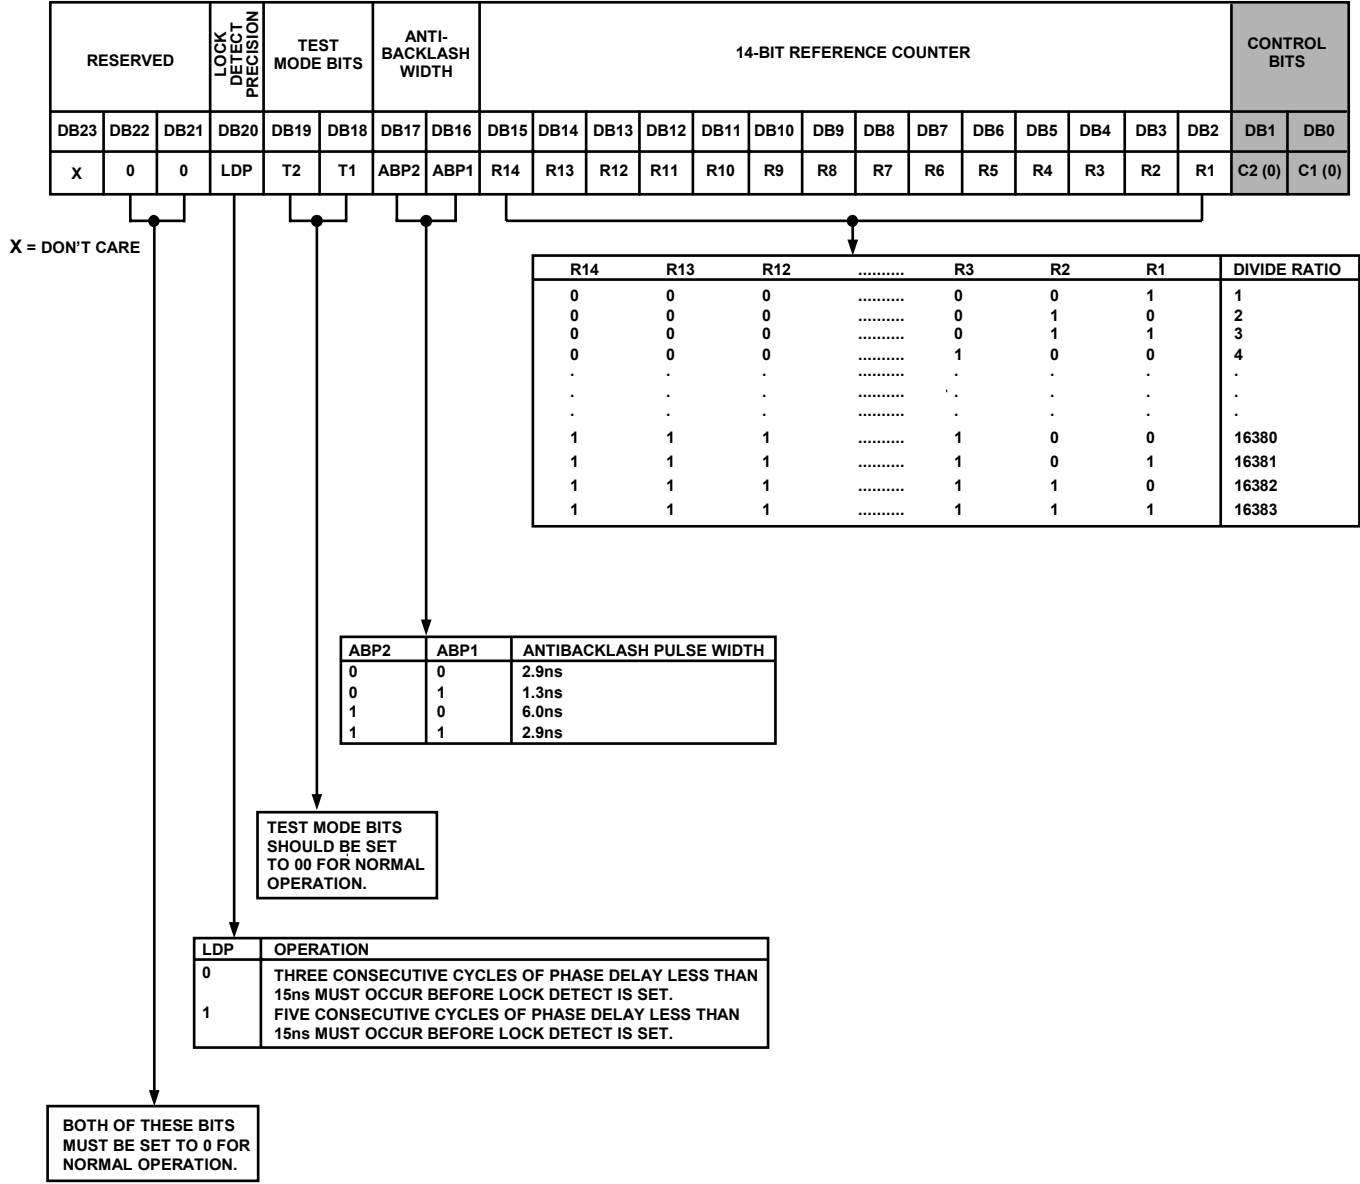 RESERVED
LOCK
DETECT
PRECISION
TEST
MODE BITS
ANTI-
BACKLASH
WIDTH
14-BIT REFERENCE COUNTER
CONTROL
BITS
DB23 DB22 DB21 DB20 DB19 DB18 DB17 DB16 DB15 DB14 DB13 DB12 DB11 DB10 DB9 DB8 DB7 DB6 DB5 DB4 DB3 DB2 DB1 DB0
X 0 0 LDP T2 T1 ABP2 ABP1 R14 R13 R12 R11 R10 R9 R8 R7 R6 R5 R4 R3 R2 R1 C2 (0) C1 (0)
X = DON'T CARE
R14 R13 R12 .......... R3 R2 R1 DIVIDE RATIO
0 0 0 .......... 0 0 1 1
0 0 0 .......... 0 1 0 2
0 0 0 .......... 0 1 1 3
0 0 0 .......... 1 0 0 4
. . . .......... . . . .
. . . .......... . . . .
. . . .......... . . . .
1 1 1 .......... 1 0 0 16380
1 1 1 .......... 1 0 1 16381
1 1 1 .......... 1 1 0 16382
1 1 1 .......... 1 1 1 16383
ABP2 ABP1 ANTIBACKLASH PULSE WIDTH
0 0 2.9ns
0 1 1.3ns
1 0 6.0ns
1 1 2.9ns
TEST MODE BITS
SHOULD BE SET
TO 00 FOR NORMAL
OPERATION.
LDP OPERATION
0 THREE CONSECUTIVE CYCLES OF PHASE DELAY LESS THAN
15ns MUST OCCUR BEFORE LOCK DETECT IS SET.
1 FIVE CONSECUTIVE CYCLES OF PHASE DELAY LESS THAN
15ns MUST OCCUR BEFORE LOCK DETECT IS SET.
BOTH OF THESE BITS
MUST BE SET TO 0 FOR
NORMAL OPERATION.